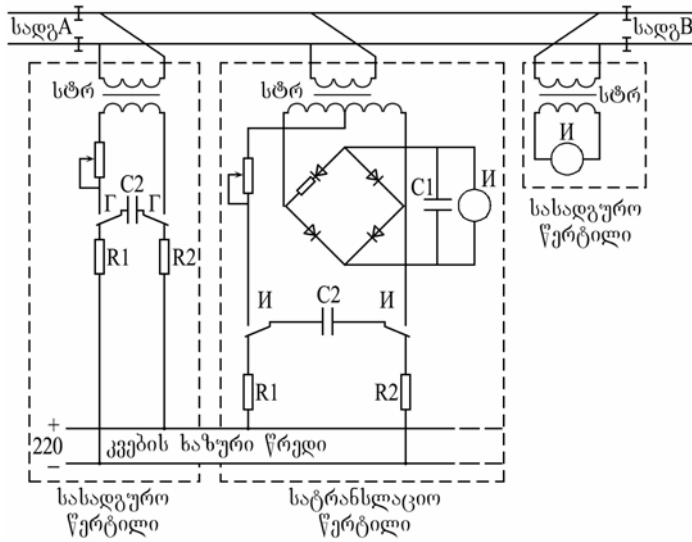 სადგA
სადგB
სტრ
სტრ
სტრ
И
C2
Г Г
C1
И
სასადგურო
წერტილი
R1
R2
И
C2
И
R1
R2
+
220
კვების ხაზური წრედი
−
სასადგურო
წერტილი
სატრანსლაციო
წერტილი